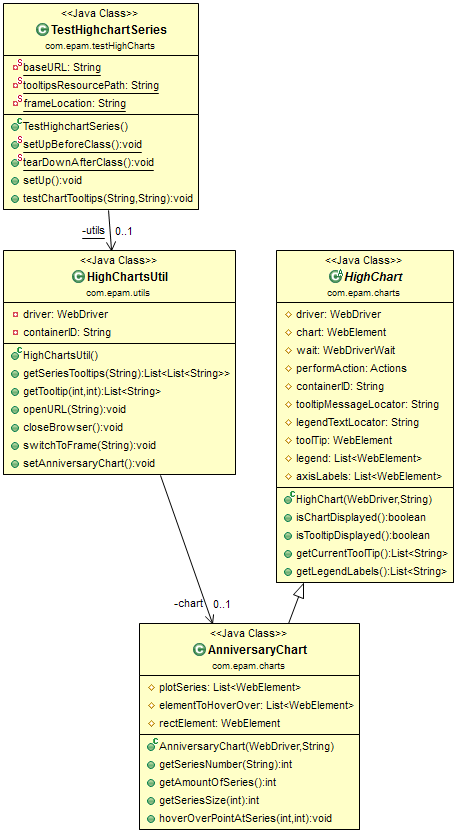 <<Java Class>>
TestHighchartSeries
com.epam.testHighCharts
S baseURL: String
S tooltipsResourcePath: String
S frameLocation: String
C TestHighchartSeries()
S setUpBeforeClass():void
S tearDownAfterClass():void
setUp():void
testChartTooltips(String,String):void
-utils 0..1
<<Java Class>>
C HighChartsUtil
com.epam.utils
driver: WebDriver
containerID: String
C HighChartsUtil()
getSeriesTooltips(String):List<List<String>>
getTooltip(int,int):List<String>
openURL(String):void
closeBrowser():void
switchToFrame(String):void
setAnniversaryChart():void
<<Java Class>>
C A HighChart
com.epam.charts
driver: WebDriver
chart: WebElement
wait: WebDriverWait
performAction: Actions
containerID: String
tooltipMessageLocator: String
legendTextLocator: String
toolTip: WebElement
legend: List<WebElement>
axisLabels: List<WebElement>
C HighChart(WebDriver,String)
isChartDisplayed():boolean
isTooltipDisplayed():boolean
getCurrentToolTip():List<String>
getLegendLabels():List<String>
-chart 0..1
<<Java Class>>
C AnniversaryChart
com.epam.charts
plotSeries: List<WebElement>
elementToHoverOver: List<WebElement>
rectElement: WebElement
C AnniversaryChart(WebDriver,String)
getSeriesNumber(String):int
getAmountOfSeries():int
getSeriesSize(int):int
hoverOverPointAtSeries(int,int):void